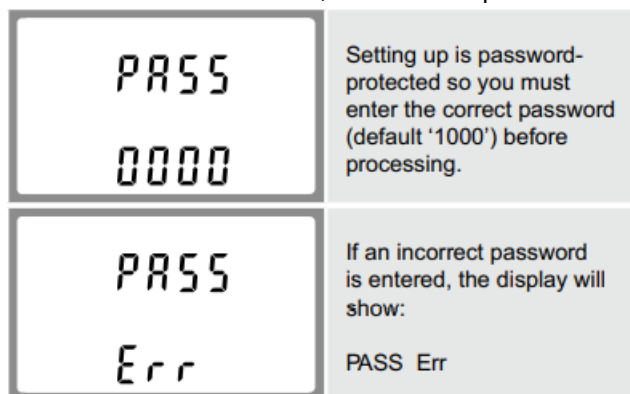 PASS
0000
Setting up is password-
protected so you must
enter the correct password
(default ‘1000’) before
processing.
PASS
Err
If an incorrect password
is entered, the display will
show:
PASS Err